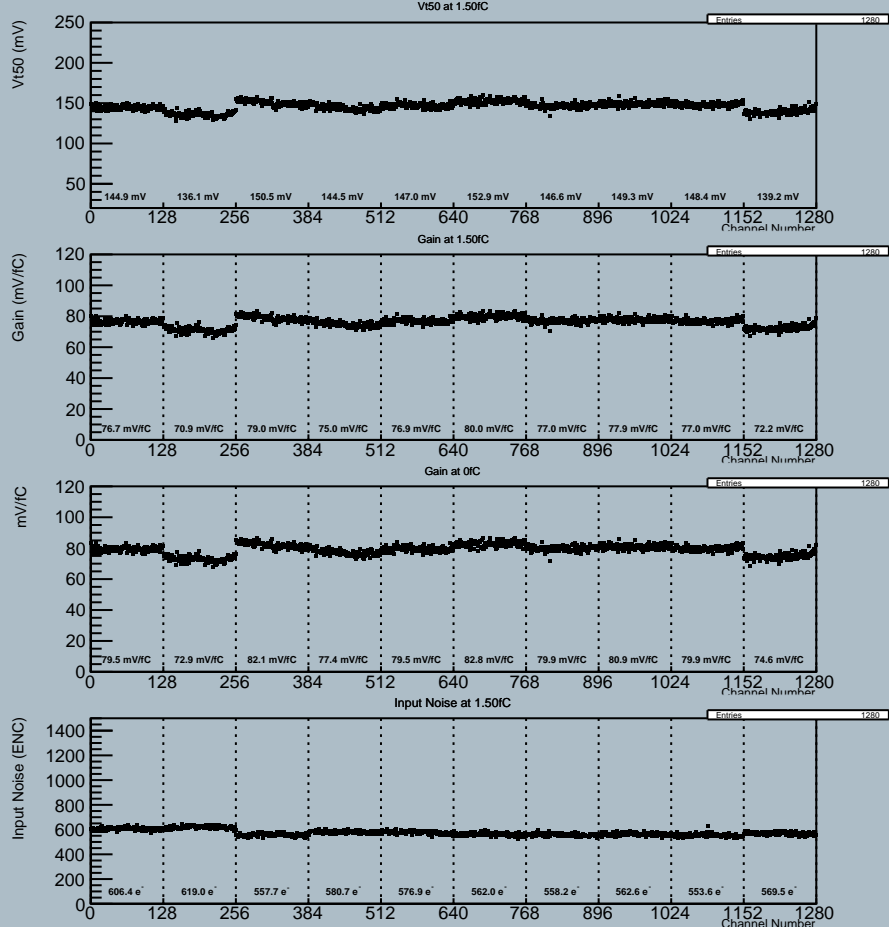 Vt50 at 1.50fC
Entries 1280
Vt50 (mV)
250
200
150
100
50
144.9 mV 136.1 mV 150.5 mV 144.5 mV 147.0 mV 152.9 mV 146.6 mV 149.3 mV 148.4 mV 139.2 mV
0 128 256 384 512 640 768 896 1024 1152 1280
Channel Number
Gain at 1.50fC
Entries 1280
Gain (mV/fC)
120
100
80
60
40
20
0
76.7 mV/fC 70.9 mV/fC 79.0 mV/fC 75.0 mV/fC 76.9 mV/fC 80.0 mV/fC 77.0 mV/fC 77.9 mV/fC 77.0 mV/fC 72.2 mV/fC
0 128 256 384 512 640 768 896 1024 1152 1280
Channel Number
Gain at 0fC
Entries 1280
mV/fC
120
100
80
60
40
20
0
79.5 mV/fC 72.9 mV/fC 82.1 mV/fC 77.4 mV/fC 79.5 mV/fC 82.8 mV/fC 79.9 mV/fC 80.9 mV/fC 79.9 mV/fC 74.6 mV/fC
0 128 256 384 512 640 768 896 1024 1152 1280
Channel Number
Input Noise at 1.50fC
Entries 1280
Input Noise (ENC)
1400
1200
1000
800
600
400
200
0
606.4 e⁻ 619.0 e⁻ 557.7 e⁻ 580.7 e⁻ 576.9 e⁻ 562.0 e⁻ 558.2 e⁻ 562.6 e⁻ 553.6 e⁻ 569.5 e⁻
0 128 256 384 512 640 768 896 1024 1152 1280
Channel Number